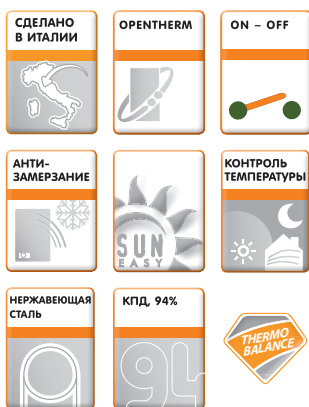 СДЕЛАНО
В ИТАЛИИ
OPENTHERM
ON – OFF
АНТИ-
ЗАМЕРЗАНИЕ
SUN
EASY
КОНТРОЛЬ
ТЕМПЕРАТУРЫ
НЕРЖАВЕЮЩАЯ
СТАЛЬ
КПД, 94%
94
THERMO
BALANCE